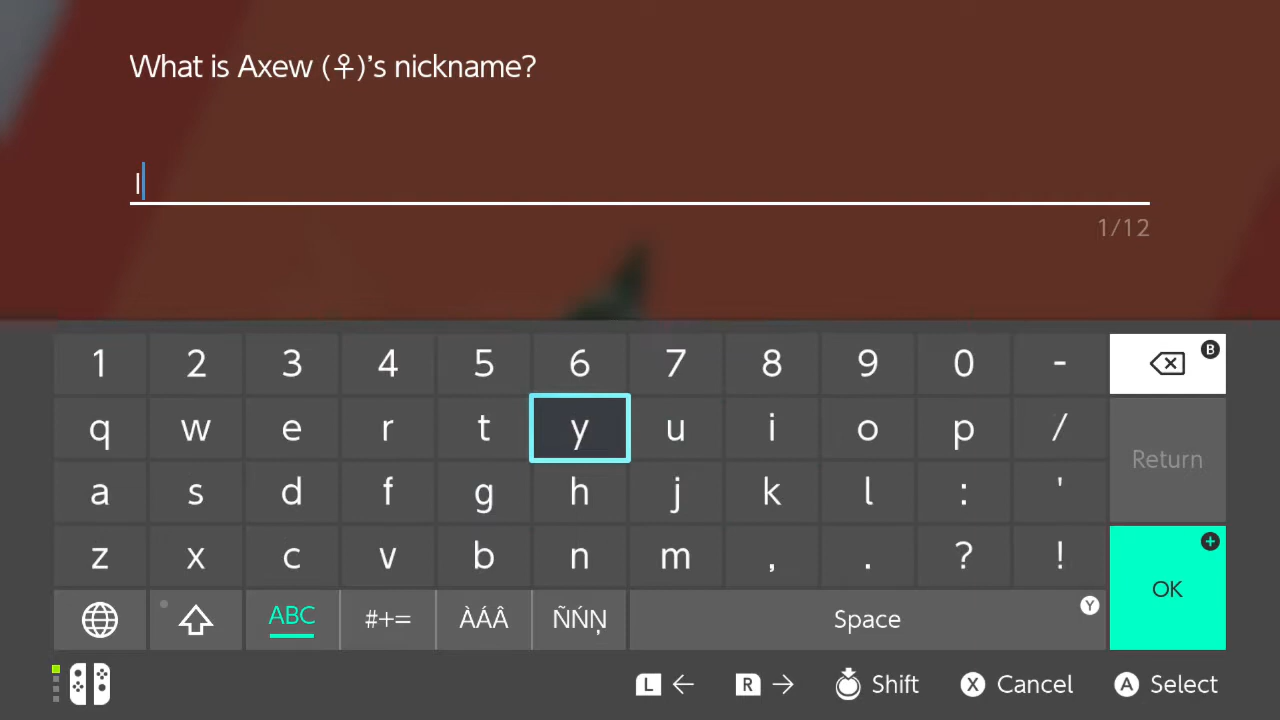 What is Axew (♀)’s nickname?
I
1/12
1 2 3 4 5 6 7 8 9 0 - B
q w e r t y u i o p / Return
a s d f g h j k l : '
z x c v b n m , . ? ! + OK
ABC #+= ÀÁÂ ÑŃŅ Space Y
L ← R → Shift X Cancel A Select